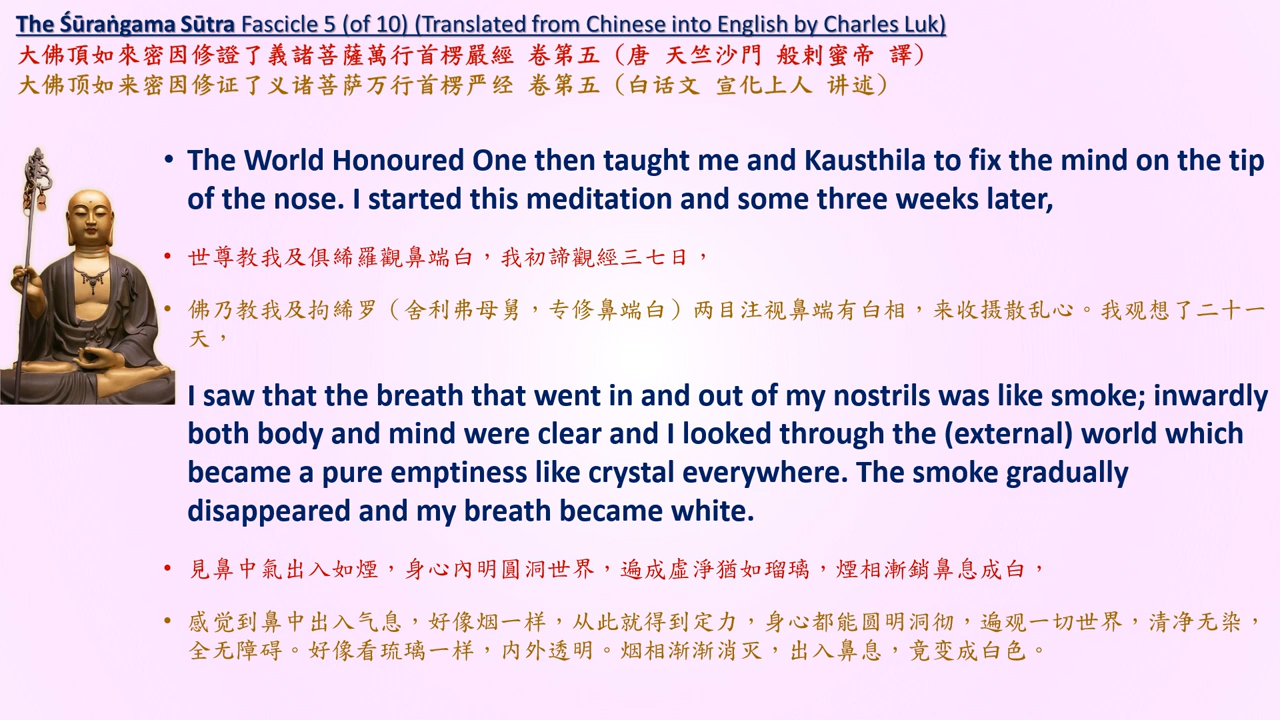 The Śūraṅgama Sūtra Fascicle 5 (of 10) (Translated from Chinese into English by Charles Luk)
大佛頂如來密因修證了義諸菩薩萬行首楞嚴經 卷第五（唐 天竺沙門 般剌蜜帝 譯）
大佛顶如来密因修证了义诸菩萨万行首楞严经 卷第五（白话文 宣化上人 讲述）
• The World Honoured One then taught me and Kausthila to fix the mind on the tip
of the nose. I started this meditation and some three weeks later,
• 世尊教我及俱絺羅觀鼻端白，我初諦觀經三七日，
• 佛乃教我及拘絺罗（舍利弗母舅，专修鼻端白）两目注视鼻端有白相，来收摄散乱心。我观想了二十一
天，
I saw that the breath that went in and out of my nostrils was like smoke; inwardly
both body and mind were clear and I looked through the (external) world which
became a pure emptiness like crystal everywhere. The smoke gradually
disappeared and my breath became white.
• 見鼻中氣出入如煙，身心內明圓洞世界，遍成虛淨猶如瑠璃，煙相漸銷鼻息成白，
• 感觉到鼻中出入气息，好像烟一样，从此就得到定力，身心都能圆明洞彻，遍观一切世界，清净无染，
全无障碍。好像看琉璃一样，内外透明。烟相渐渐消灭，出入鼻息，竟变成白色。